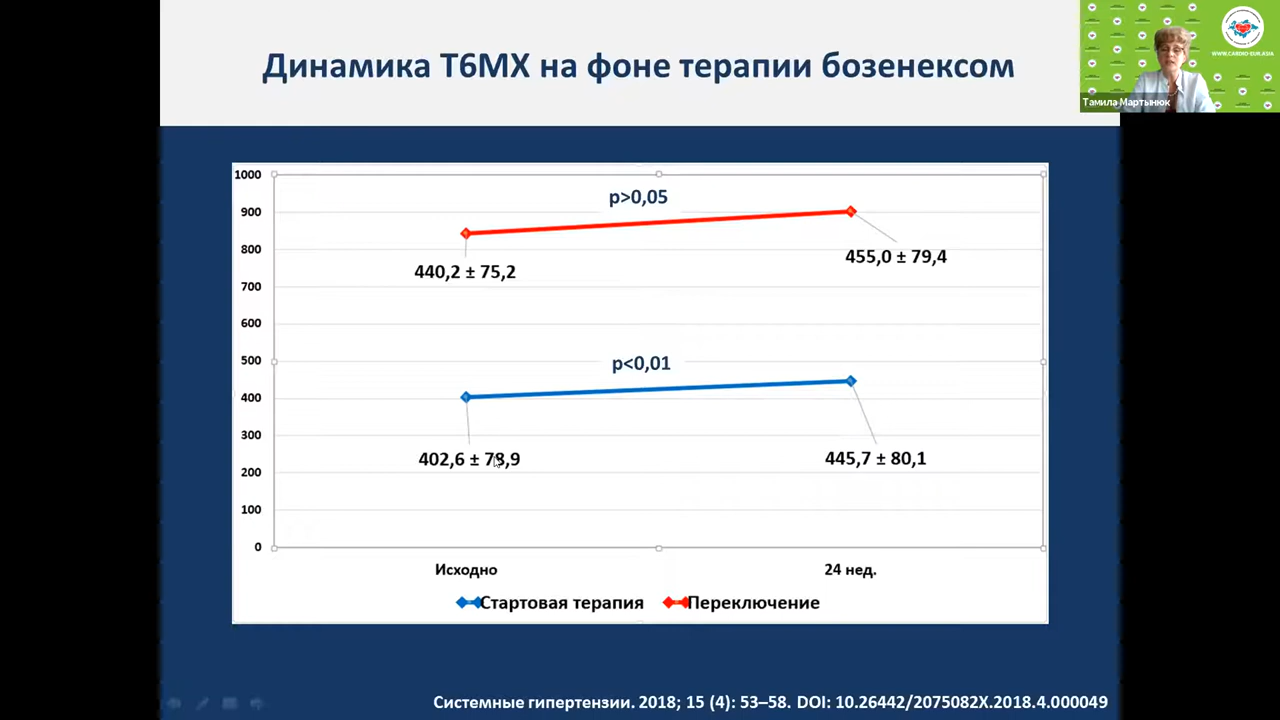 Динамика Т6МХ на фоне терапии бозенексом
WWW.CARDIO-EUR.ASIA
Тамила Мартынюк
1000
900
800
700
600
500
400
300
200
100
0
p>0,05
440,2 ± 75,2
455,0 ± 79,4
p<0,01
402,6 ± 78,9
445,7 ± 80,1
Исходно
24 нед.
Стартовая терапия
Переключение
Системные гипертензии. 2018; 15 (4): 53–58. DOI: 10.26442/2075082X.2018.4.000049